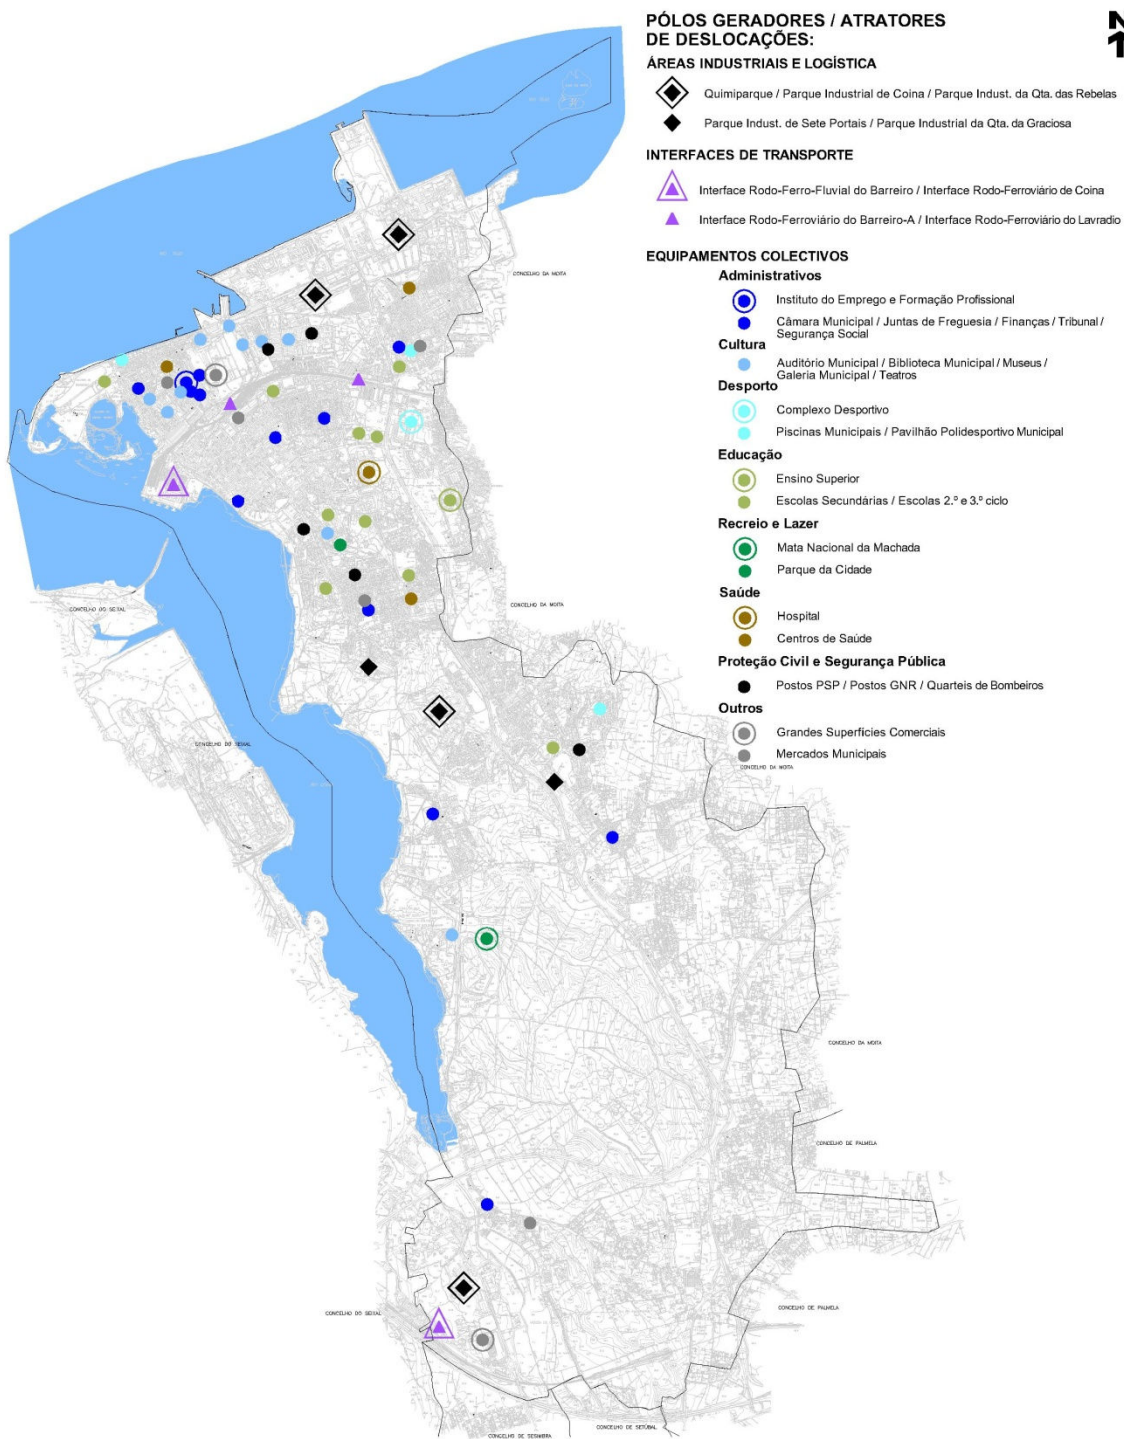 PÓLOS GERADORES / ATRATORES
DE DESLOCAÇÕES:
N
ÁREAS INDUSTRIAIS E LOGÍSTICA
Quimiparque / Parque Industrial de Coina / Parque Indust. da Qta. das Rebelas
Parque Indust. de Sete Portais / Parque Industrial da Qta. da Graciosa
INTERFACES DE TRANSPORTE
Interface Rodo-Ferro-Fluvial do Barreiro / Interface Rodo-Ferroviário de Coina
Interface Rodo-Ferroviário do Barreiro-A / Interface Rodo-Ferroviário do Lavradio
EQUIPAMENTOS COLECTIVOS
Administrativos
Instituto do Emprego e Formação Profissional
Câmara Municipal / Juntas de Freguesia / Finanças / Tribunal /
Segurança Social
Cultura
Auditório Municipal / Biblioteca Municipal / Museus /
Galeria Municipal / Teatros
Desporto
Complexo Desportivo
Piscinas Municipais / Pavilhão Polidesportivo Municipal
Educação
Ensino Superior
Escolas Secundárias / Escolas 2.º e 3.º ciclo
Recreio e Lazer
Mata Nacional da Machada
Parque da Cidade
Saúde
Hospital
Centros de Saúde
Proteção Civil e Segurança Pública
Postos PSP / Postos GNR / Quarteis de Bombeiros
Outros
Grandes Superfícies Comerciais
Mercados Municipais
CONCELHO DA MOITA
CONCELHO DO SEIXAL
CONCELHO DA MOITA
CONCELHO DO SEIXAL
CONCELHO DA MOITA
CONCELHO DA MOITA
CONCELHO DE PALMELA
CONCELHO DO SEIXAL
CONCELHO DE PALMELA
CONCELHO DE SETÚBAL
CONCELHO DE SESIMBRA